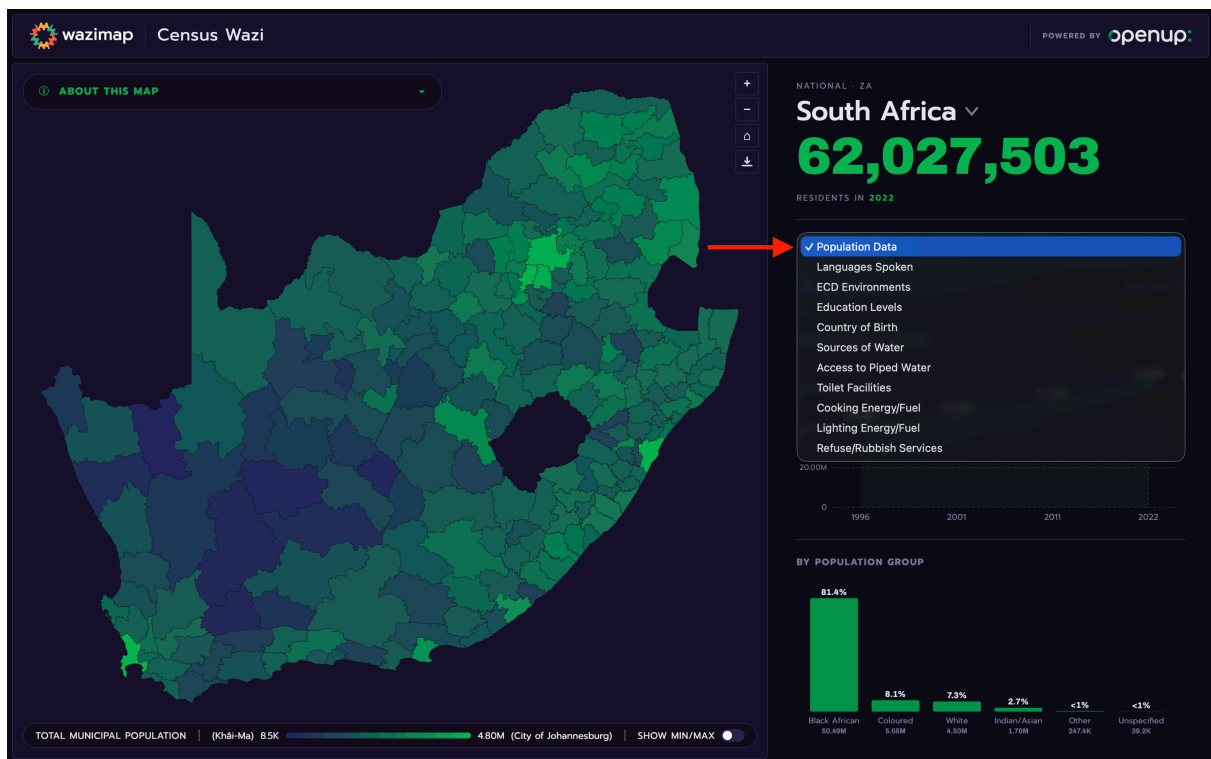 wazimap
Census Wazi
POWERED BY openup:
ⓘ ABOUT THIS MAP
+
−
NATIONAL · ZA
South Africa
62,027,503
RESIDENTS IN 2022
✓ Population Data
Languages Spoken
ECD Environments
Education Levels
Country of Birth
Sources of Water
Access to Piped Water
Toilet Facilities
Cooking Energy/Fuel
Lighting Energy/Fuel
Refuse/Rubbish Services
20.00M
0
1996 2001 2011 2022
BY POPULATION GROUP
81.4% 8.1% 7.3% 2.7% <1% <1%
Black African Coloured White Indian/Asian Other Unspecified
50.49M 5.05M 4.50M 1.70M 247.4K 39.2K
TOTAL MUNICIPAL POPULATION | (Khâi-Ma) 8.5K 4.80M (City of Johannesburg) | SHOW MIN/MAX